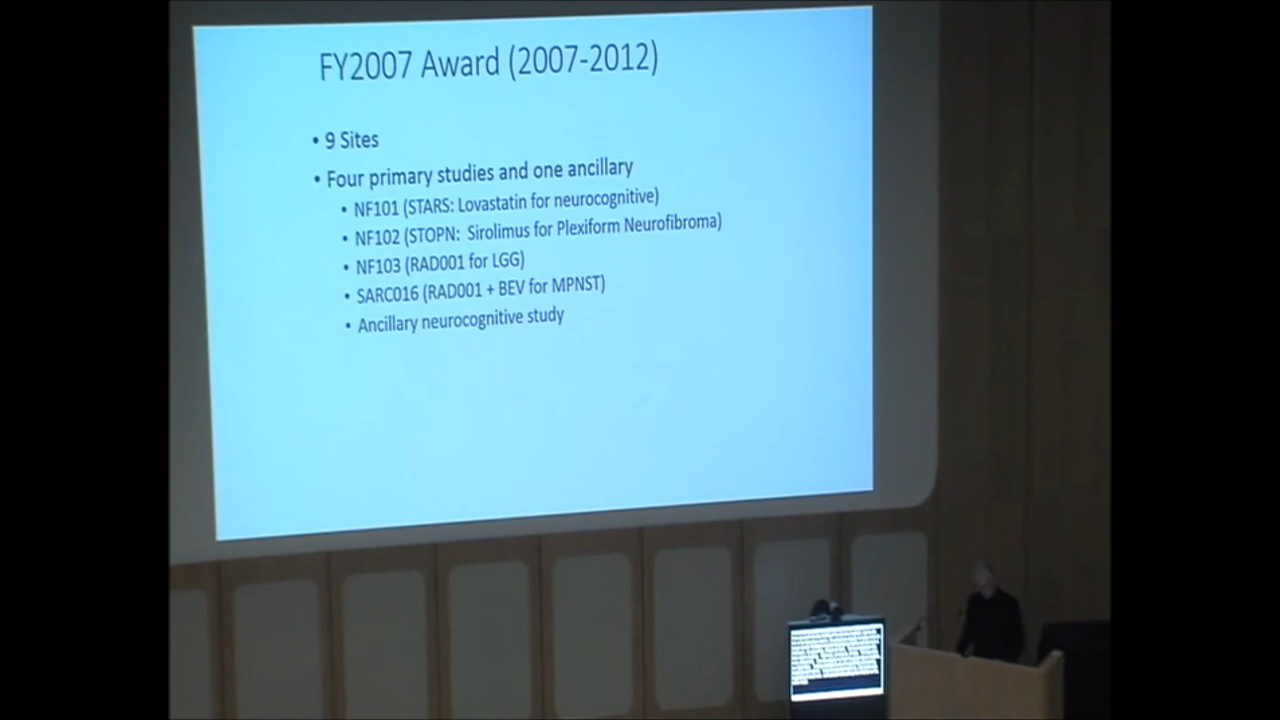 FY2007 Award (2007-2012)
• 9 Sites
• Four primary studies and one ancillary
• NF101 (STARS: Lovastatin for neurocognitive)
• NF102 (STOPN: Sirolimus for Plexiform Neurofibroma)
• NF103 (RAD001 for LGG)
• SARC016 (RAD001 + BEV for MPNST)
• Ancillary neurocognitive study